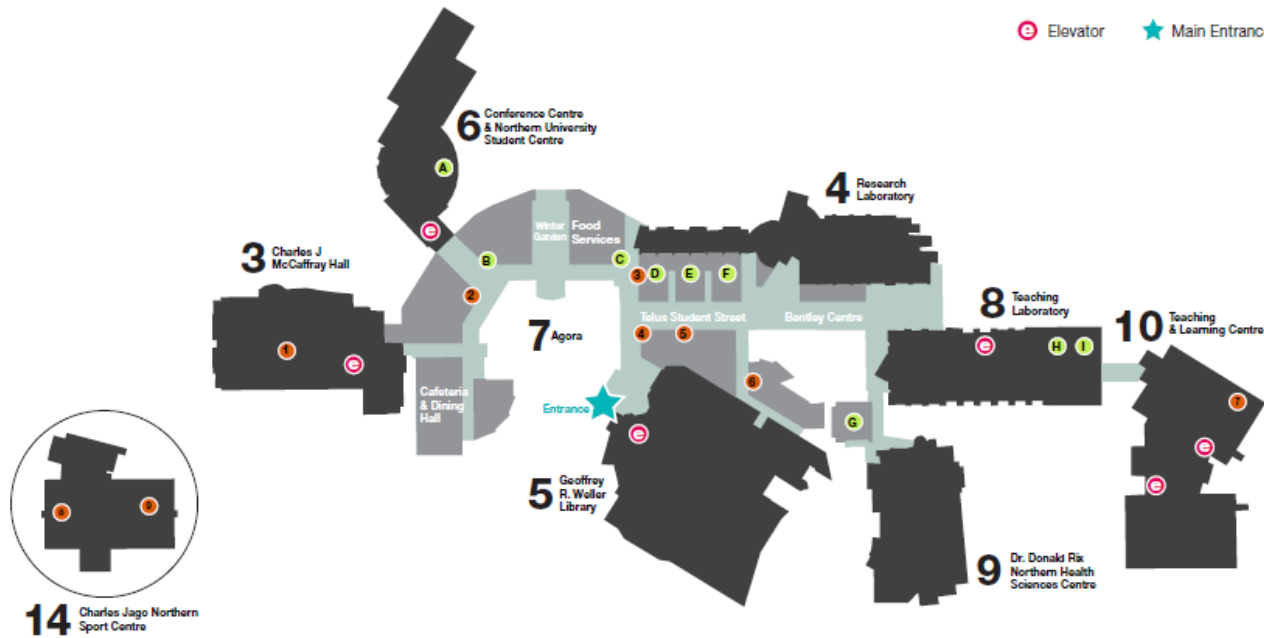 e Elevator
Main Entranc
6 Conference Centre
& Northern University
Student Centre
A
e
4 Research
Laboratory
Winter
Garden
Food
Services
3 Charles J
McCaffray Hall
B
C
3
D
E
F
2
8 Teaching
Laboratory
10 Teaching
& Learning Centre
Telus Student Street
Bentley Centre
7 Agora
4
5
1
e
e
H
I
6
Cafeteria
& Dining
Hall
Entrance
7
G
e
e
e
5 Geoffrey
R. Weller
Library
8
9
9 Dr. Donald Rix
Northern Health
Sciences Centre
14 Charles Jago Northern
Sport Centre